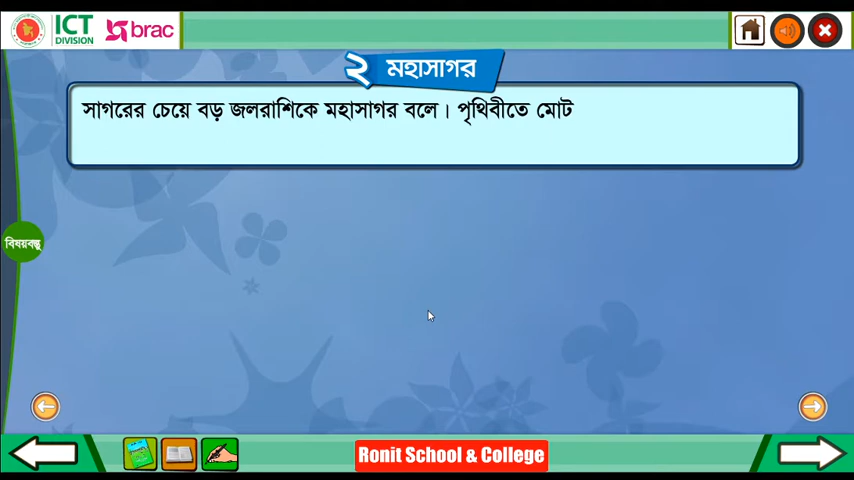 ICT
DIVISION
brac
২ মহাসাগর
সাগরের চেয়ে বড় জলরাশিকে মহাসাগর বলে। পৃথিবীতে মোট
বিষয়বস্তু
Ronit School & College